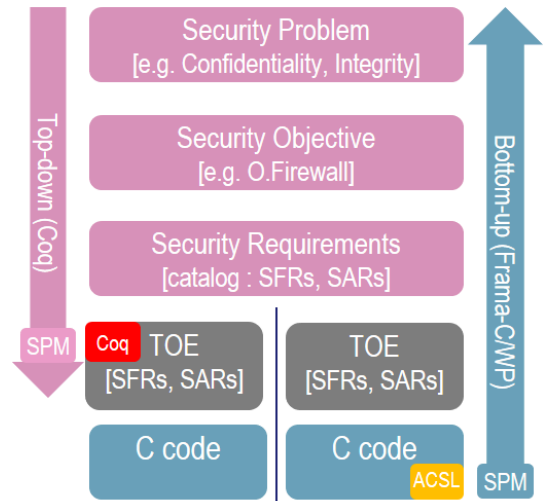 Security Problem
[e.g. Confidentiality, Integrity]
Security Objective
[e.g. O.Firewall]
Security Requirements
[catalog : SFRs, SARs]
Top-down (Coq)
SPM
Bottom-up (Frama-C/WP)
SPM
Coq
TOE
[SFRs, SARs]
TOE
[SFRs, SARs]
C code
C code
ACSL